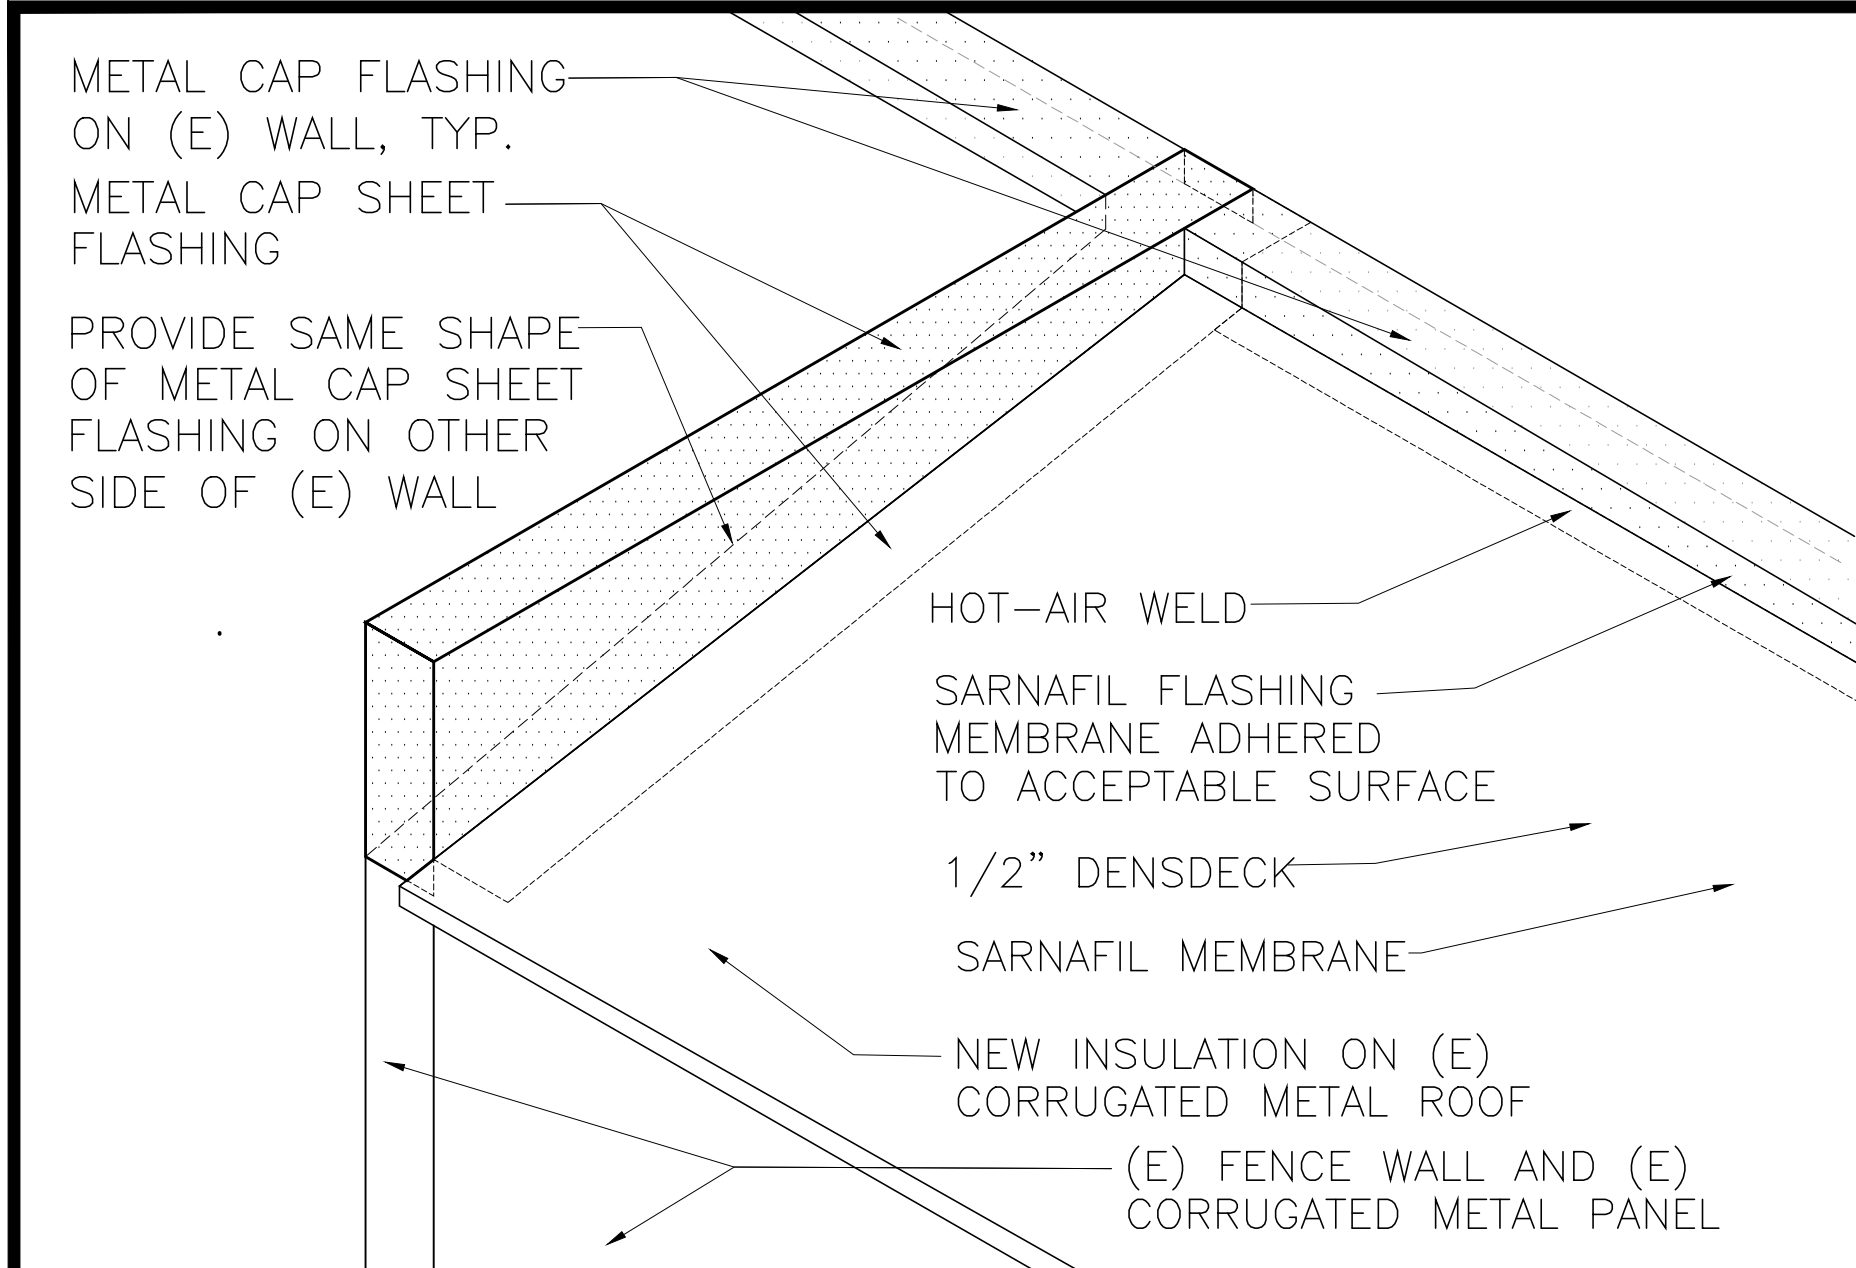 METAL CAP FLASHING
ON (E) WALL, TYP.
METAL CAP SHEET
FLASHING
PROVIDE SAME SHAPE
OF METAL CAP SHEET
FLASHING ON OTHER
SIDE OF (E) WALL
HOT-AIR WELD
SARNAFIL FLASHING
MEMBRANE ADHERED
TO ACCEPTABLE SURFACE
1/2" DENSDECK
SARNAFIL MEMBRANE
NEW INSULATION ON (E)
CORRUGATED METAL ROOF
(E) FENCE WALL AND (E)
CORRUGATED METAL PANEL